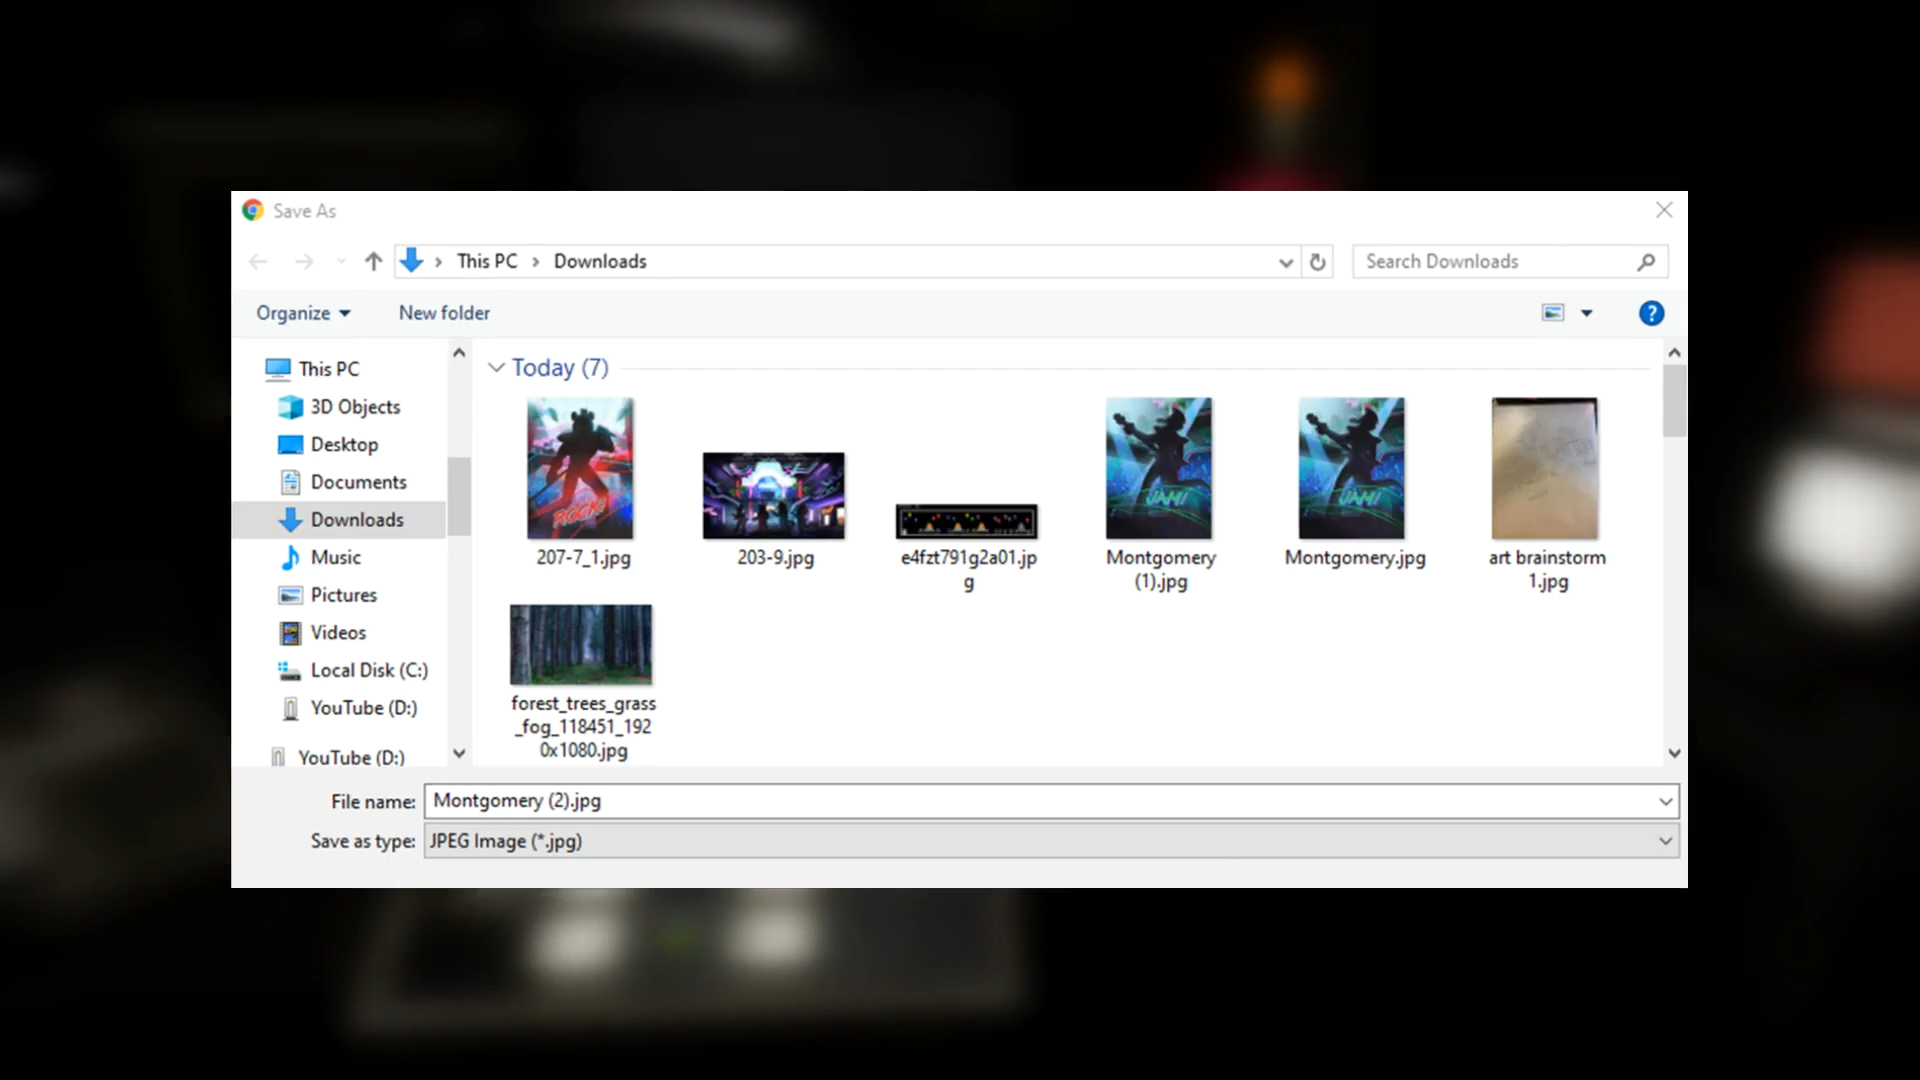 Save As
This PC
Downloads
Search Downloads
Organize
New folder
?
This PC
3D Objects
Desktop
Documents
Downloads
Music
Pictures
Videos
Local Disk (C:)
YouTube (D:)
YouTube (D:)
Today (7)
ROCK!
JAM!
JAM!
207-7_1.jpg
203-9.jpg
e4fzt791g2a01.jp
g
Montgomery
(1).jpg
Montgomery.jpg
art brainstorm
1.jpg
forest_trees_grass
_fog_118451_192
0x1080.jpg
File name:
Montgomery (2).jpg
Save as type:
JPEG Image (*.jpg)